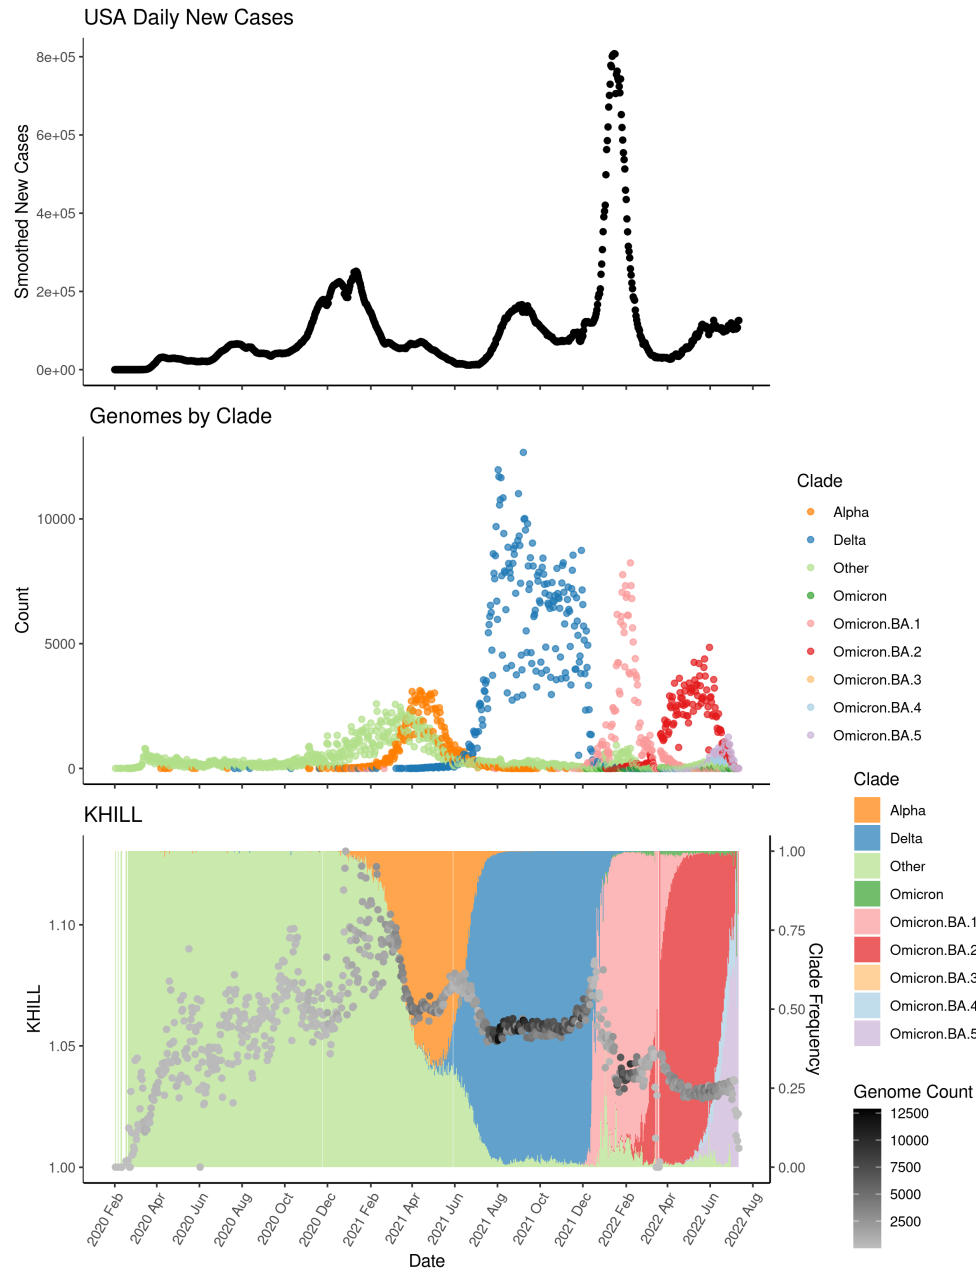 USA Daily New Cases
Smoothed New Cases
8e+05
6e+05
4e+05
2e+05
0e+00
Genomes by Clade
Count
10000
5000
0
Clade
Alpha
Delta
Other
Omicron
Omicron.BA.1
Omicron.BA.2
Omicron.BA.3
Omicron.BA.4
Omicron.BA.5
KHILL
KHILL
1.10
1.05
1.00
1.00
0.75
0.50
0.25
0.00
Clade Frequency
2020 Feb
2020 Apr
2020 Jun
2020 Aug
2020 Oct
2020 Dec
2021 Feb
2021 Apr
2021 Jun
2021 Aug
2021 Oct
2021 Dec
2022 Feb
2022 Apr
2022 Jun
2022 Aug
Date
Clade
Alpha
Delta
Other
Omicron
Omicron.BA.1
Omicron.BA.2
Omicron.BA.3
Omicron.BA.4
Omicron.BA.5
Genome Count
12500
10000
7500
5000
2500